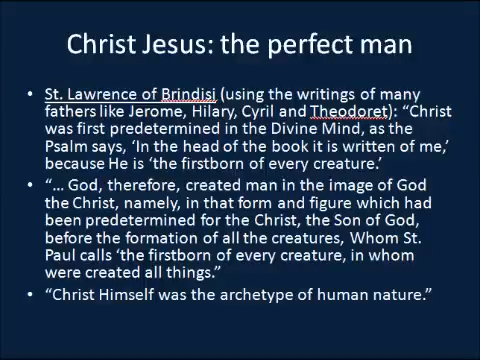 Christ Jesus: the perfect man
• St. Lawrence of Brindisi (using the writings of many
fathers like Jerome, Hilary, Cyril and Theodoret): “Christ
was first predetermined in the Divine Mind, as the
Psalm says, ‘In the head of the book it is written of me,’
because He is ‘the firstborn of every creature.’
• “... God, therefore, created man in the image of God
the Christ, namely, in that form and figure which had
been predetermined for the Christ, the Son of God,
before the formation of all the creatures, Whom St.
Paul calls ‘the firstborn of every creature, in whom
were created all things.”
• “Christ Himself was the archetype of human nature.”